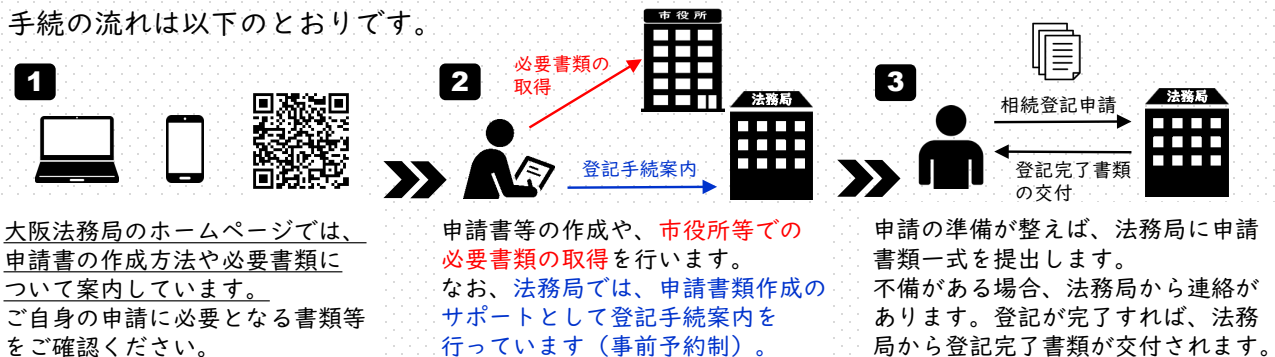 手続の流れは以下のとおりです。
1
大阪法務局のホームページでは、
申請書の作成方法や必要書類に
ついて案内しています。
ご自身の申請に必要となる書類等
をご確認ください。
2
必要書類の
取得
市役所
法務局
登記手続案内
申請書等の作成や、市役所等での
必要書類の取得を行います。
なお、法務局では、申請書類作成の
サポートとして登記手続案内を
行っています（事前予約制）。
3
相続登記申請
法務局
登記完了書類
の交付
申請の準備が整えば、法務局に申請
書類一式を提出します。
不備がある場合、法務局から連絡が
あります。登記が完了すれば、法務
局から登記完了書類が交付されます。